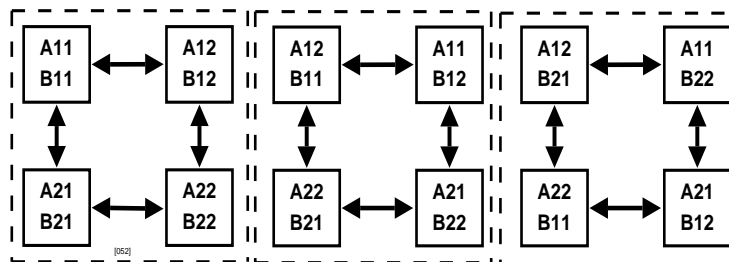 A11 A12 A12 A11 A12 A11
B11 B12 B11 B12 B21 B22
A21 A22 A22 A21 A22 A21
B21 B22 B21 B22 B11 B12
[052]